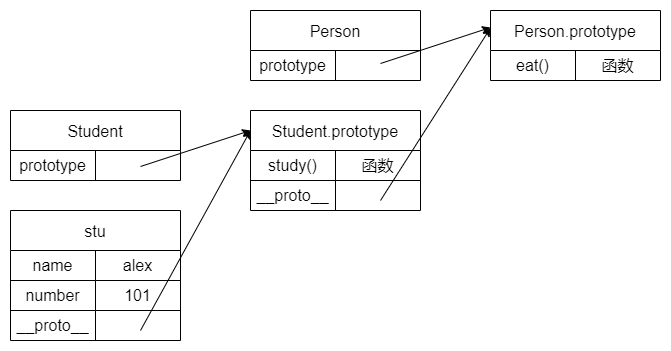 Person
prototype
Person.prototype
eat() 函数
Student
prototype
Student.prototype
study() 函数
__proto__
stu
name alex
number 101
__proto__